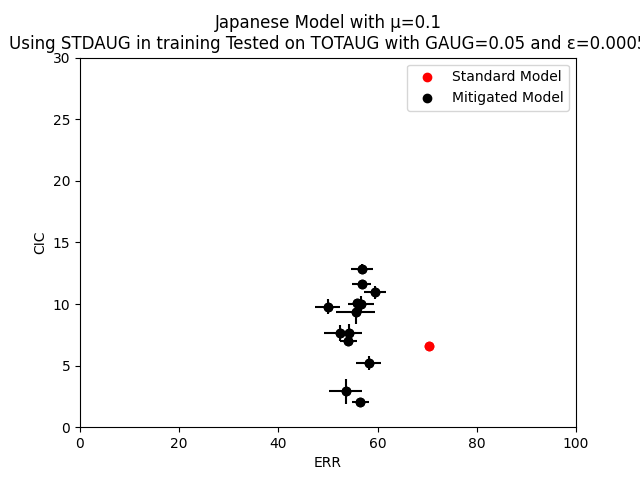 Japanese Model with μ=0.1
Using STDAUG in training Tested on TOTAUG with GAUG=0.05 and ε=0.0005
Standard Model
Mitigated Model
30
25
20
15
10
5
0
CIC
0 20 40 60 80 100
ERR